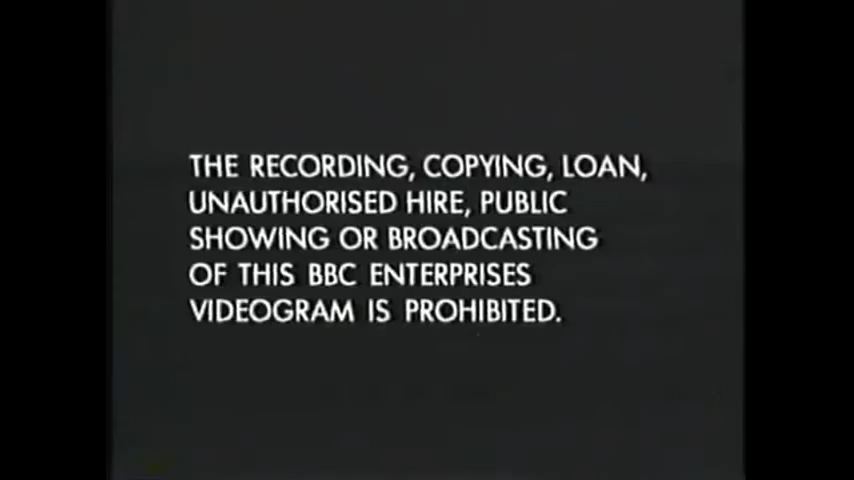 THE RECORDING, COPYING, LOAN,
UNAUTHORISED HIRE, PUBLIC
SHOWING OR BROADCASTING
OF THIS BBC ENTERPRISES
VIDEOGRAM IS PROHIBITED.